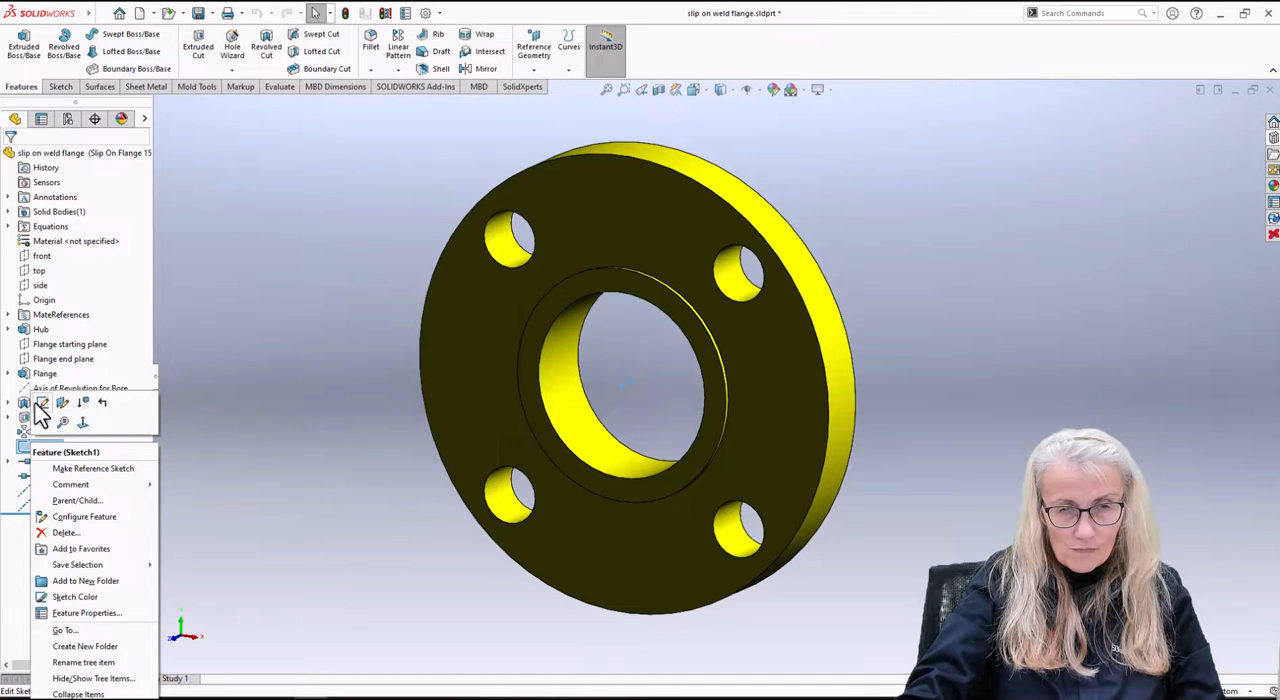 SOLIDWORKS
slip on weld flange.sldprt *
Search Commands
Extruded Boss/Base
Revolved Boss/Base
Swept Boss/Base
Lofted Boss/Base
Boundary Boss/Base
Extruded Cut
Hole Wizard
Revolved Cut
Swept Cut
Lofted Cut
Boundary Cut
Fillet
Linear Pattern
Rib
Draft
Shell
Wrap
Intersect
Mirror
Reference Geometry
Curves
Instant3D
Features
Sketch
Surfaces
Sheet Metal
Mold Tools
Markup
Evaluate
MBD Dimensions
SOLIDWORKS Add-Ins
MBD
SolidXperts
slip on weld flange (Slip On Flange 15
History
Sensors
Annotations
Solid Bodies(1)
Equations
Material <not specified>
front
top
side
Origin
MateReferences
Hub
Flange starting plane
Flange end plane
Flange
Axis of Revolution for Bore
Feature (Sketch1)
Make Reference Sketch
Comment
Parent/Child...
Configure Feature
Delete...
Add to Favorites
Save Selection
Add to New Folder
Sketch Color
Feature Properties...
Go To...
Create New Folder
Rename tree item
Hide/Show Tree Items...
Collapse Items
Y
X
Z
Study 1